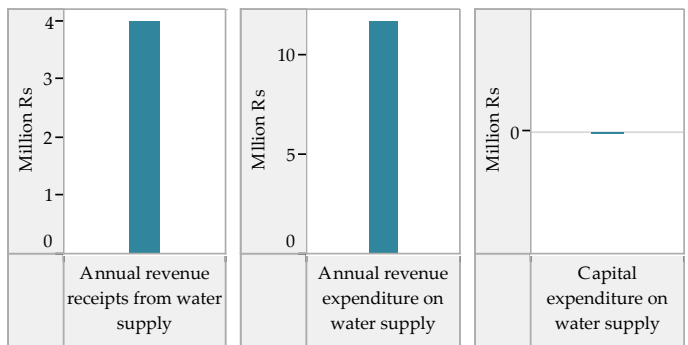 Million Rs
4
3
2
1
0
Annual revenue
receipts from water
supply
Mllion Rs
10
5
0
Annual revenue
expenditure on
water supply
Million Rs
0
Capital
expenditure on
water supply